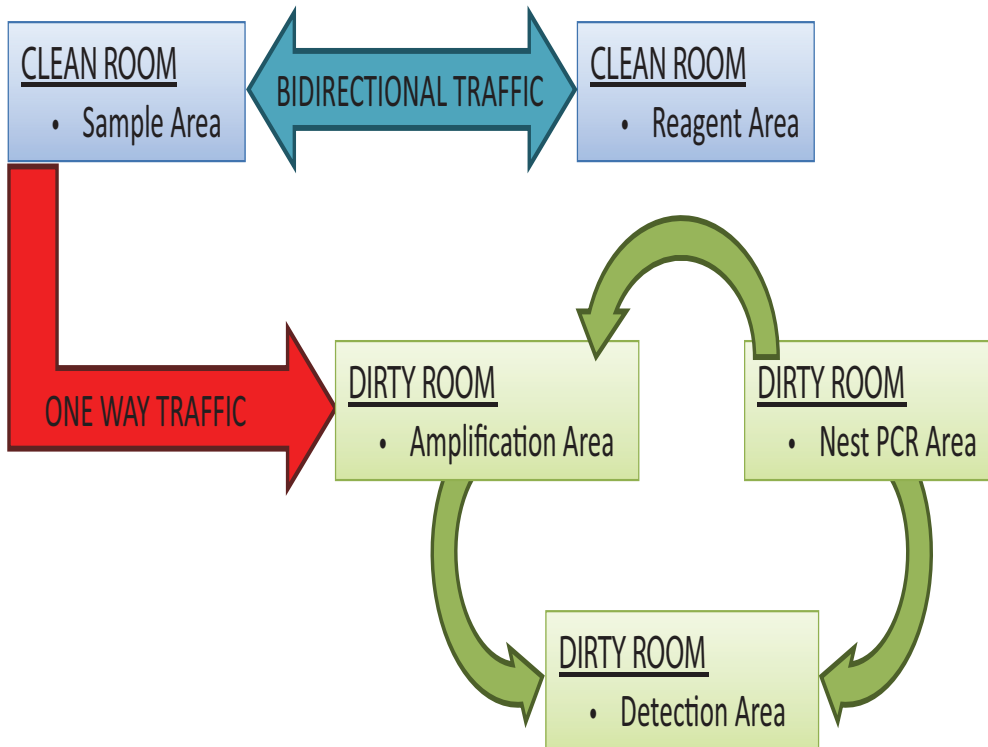 CLEAN ROOM
• Sample Area
BIDIRECTIONAL TRAFFIC
CLEAN ROOM
• Reagent Area
ONE WAY TRAFFIC
DIRTY ROOM
• Amplification Area
DIRTY ROOM
• Nest PCR Area
DIRTY ROOM
• Detection Area